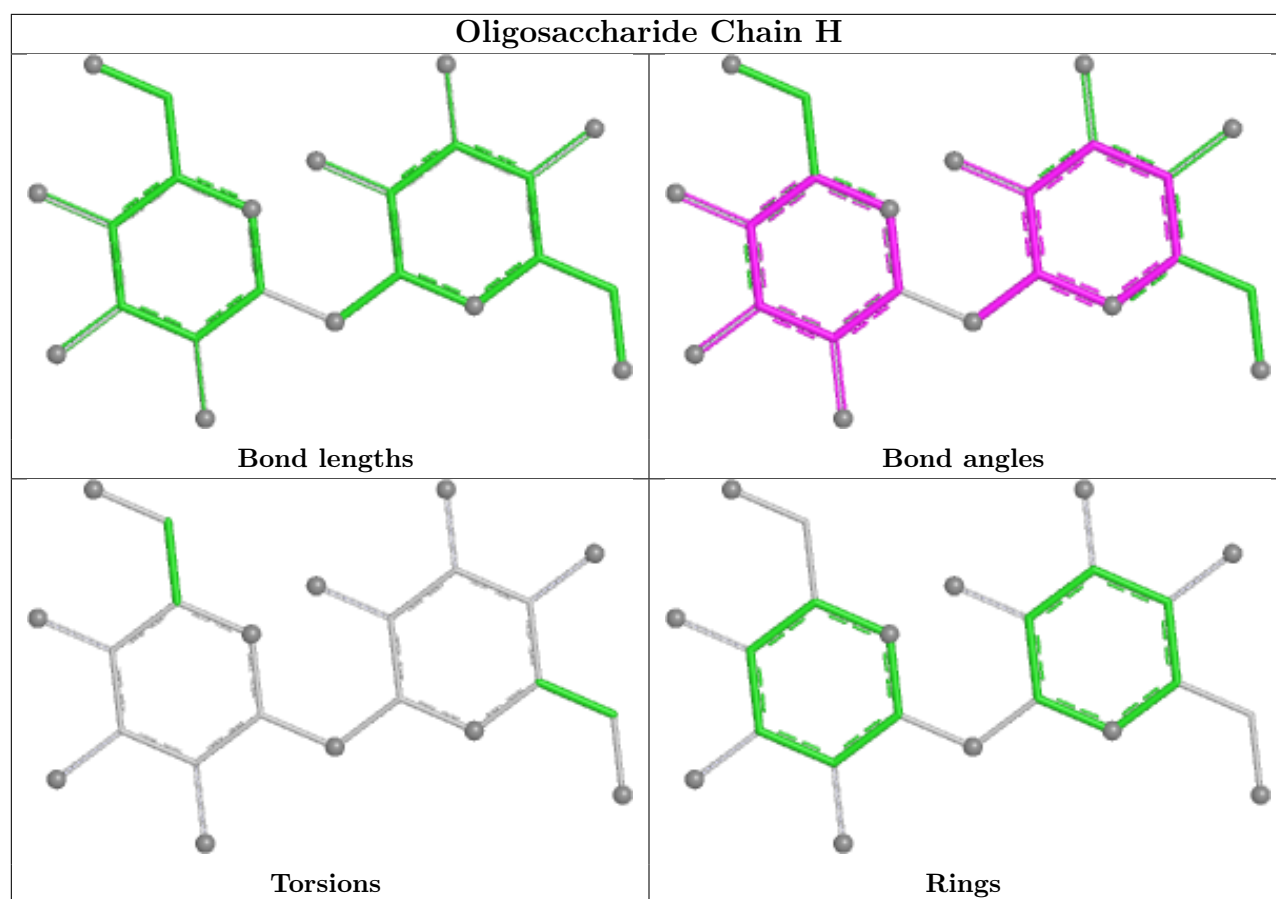 Oligosaccharide Chain H
Bond lengths
Bond angles
Torsions
Rings